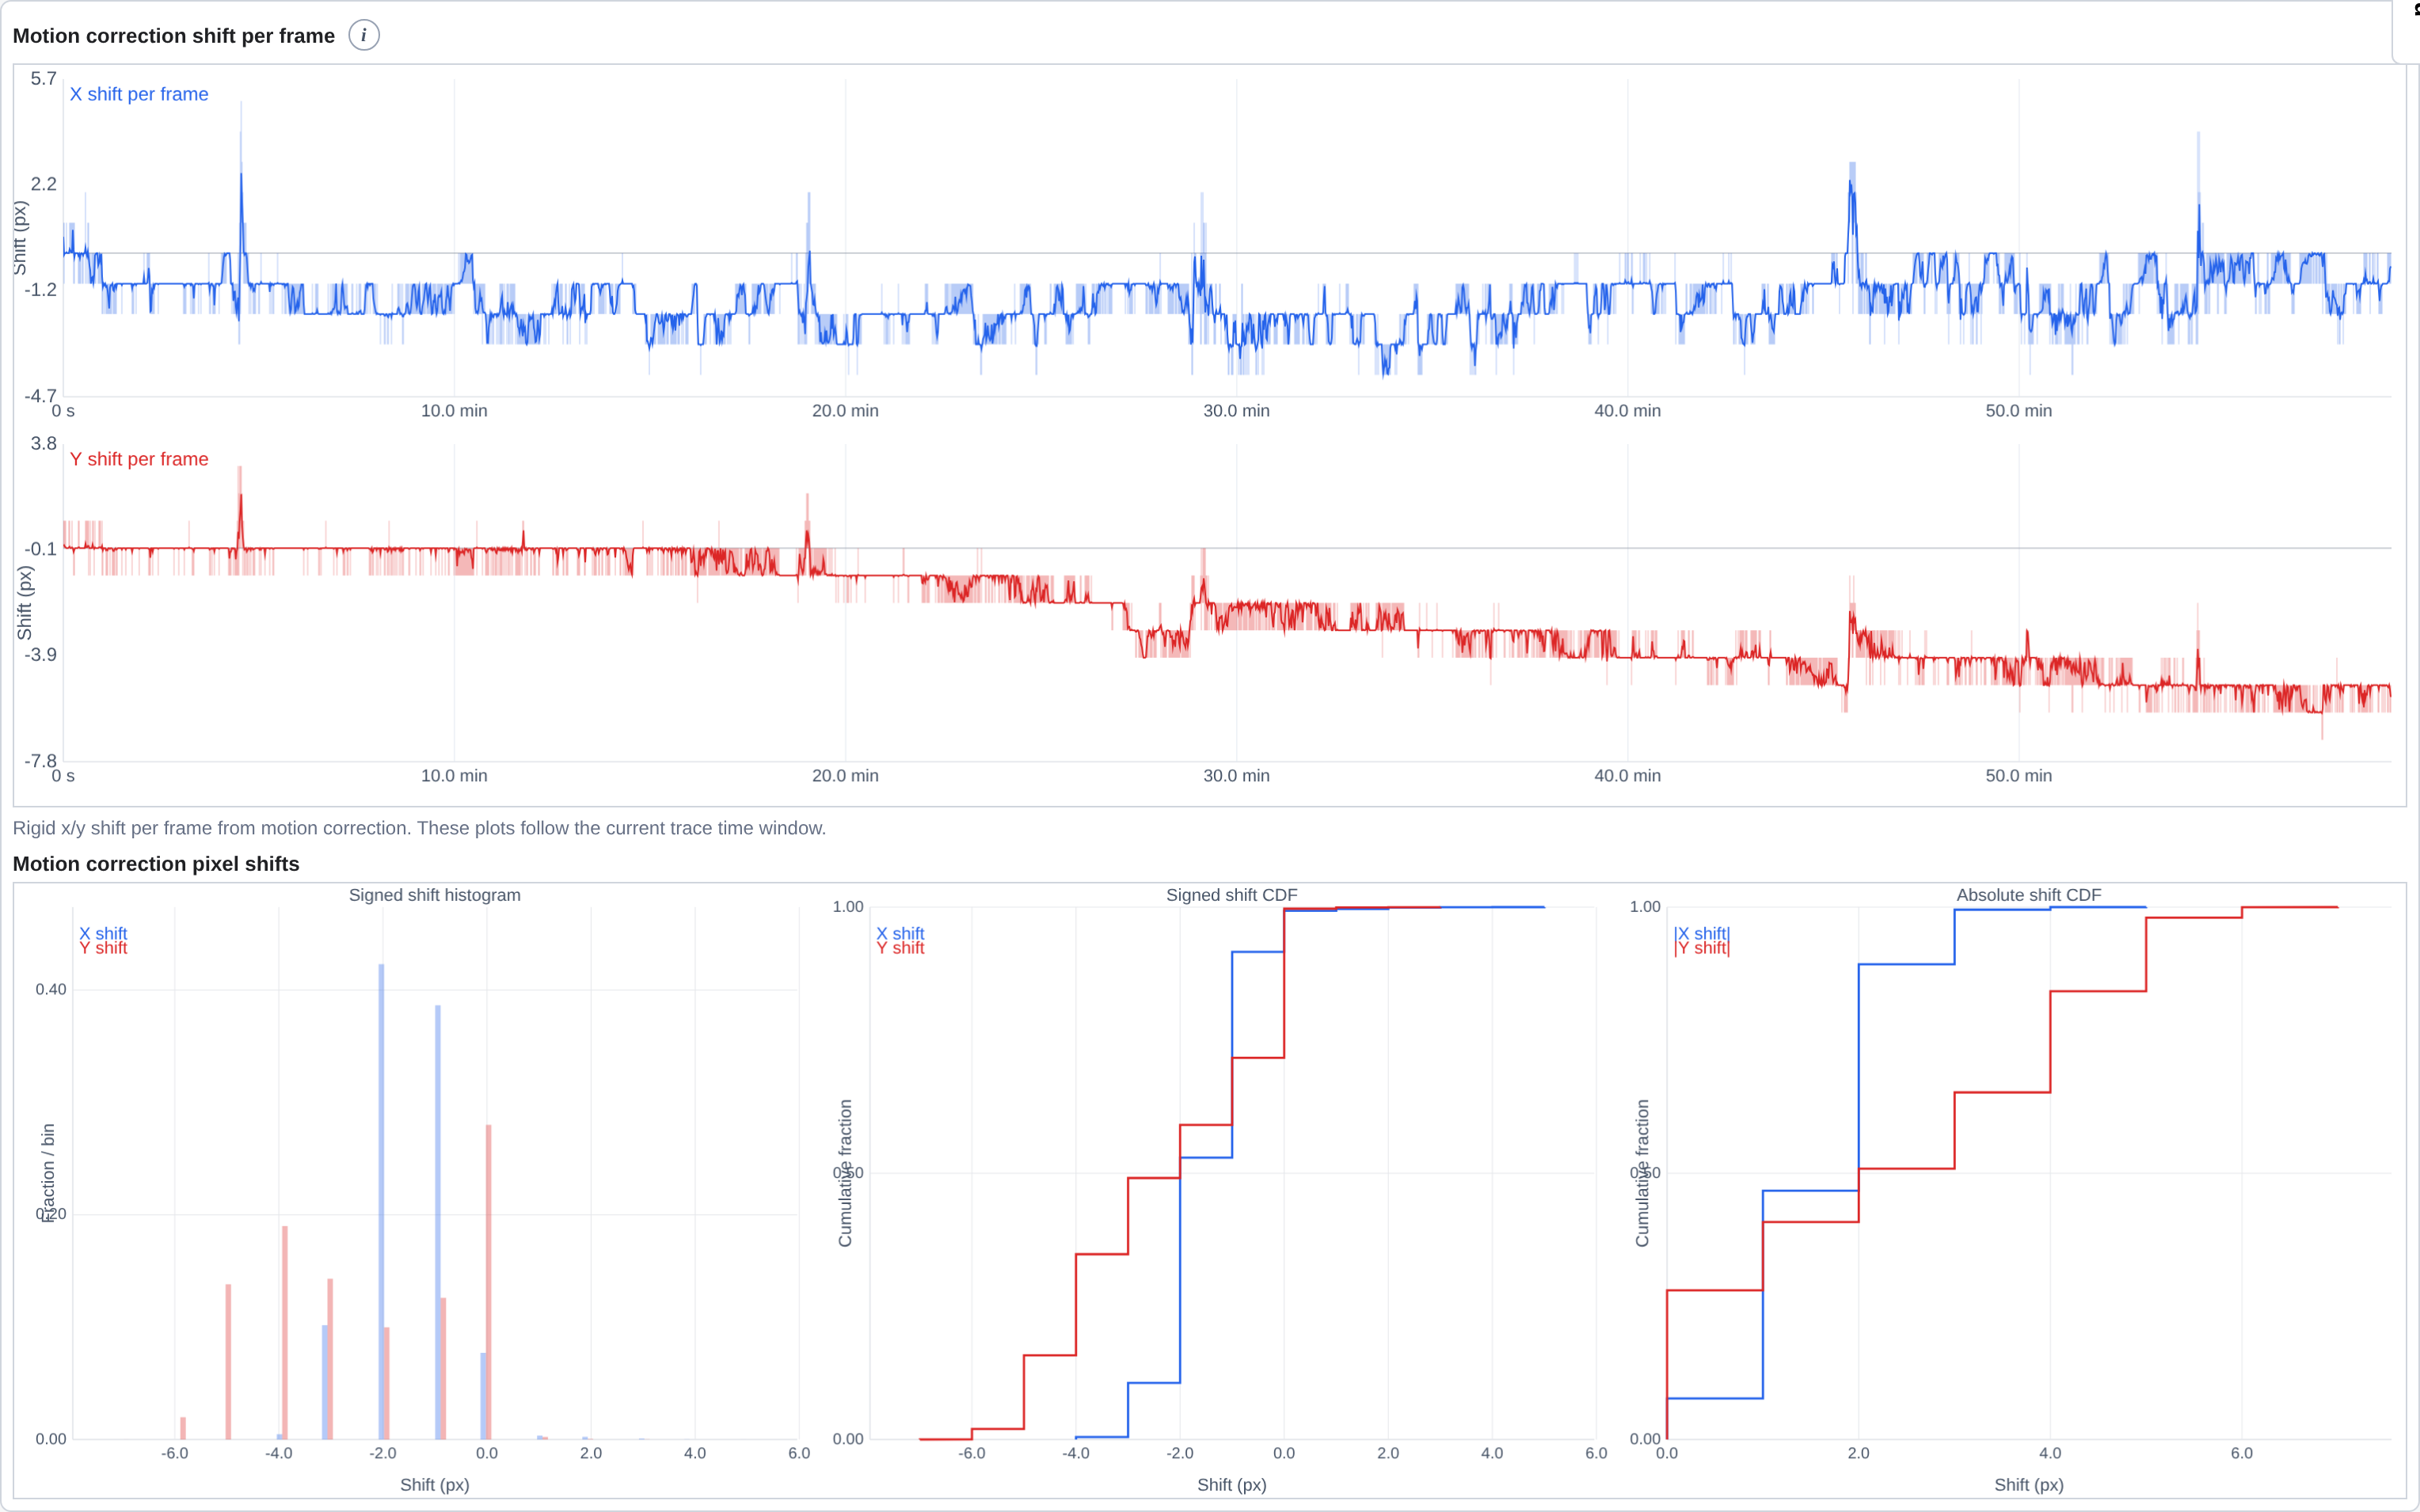 Motion correction shift per frame i
5.7
X shift per frame
2.2
Shift (px)
-1.2
-4.7
0 s 10.0 min 20.0 min 30.0 min 40.0 min 50.0 min
3.8
Y shift per frame
-0.1
Shift (px)
-3.9
-7.8
0 s 10.0 min 20.0 min 30.0 min 40.0 min 50.0 min
Rigid x/y shift per frame from motion correction. These plots follow the current trace time window.
Motion correction pixel shifts
Signed shift histogram
X shift
Y shift
0.40
Fraction / bin
0.20
0.00
-6.0 -4.0 -2.0 0.0 2.0 4.0 6.0
Shift (px)
Signed shift CDF
1.00
X shift
Y shift
Cumulative fraction
0.50
0.00
-6.0 -4.0 -2.0 0.0 2.0 4.0 6.0
Shift (px)
Absolute shift CDF
1.00
|X shift|
|Y shift|
Cumulative fraction
0.50
0.00
0.0 2.0 4.0 6.0
Shift (px)